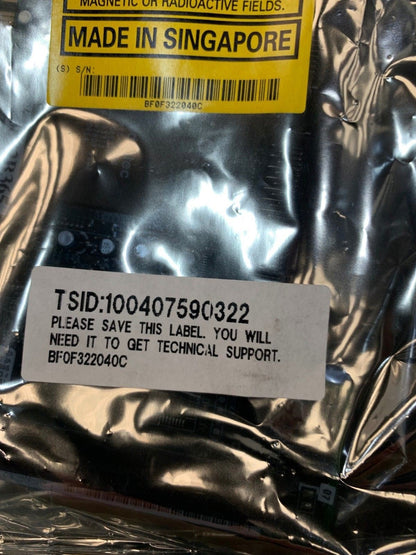 MAGNETIC OR RADIOACTIVE FIELDS.
MADE IN SINGAPORE
(S) S/N:
BF0F322040C
TSID:100407590322
PLEASE SAVE THIS LABEL. YOU WILL
NEED IT TO GET TECHNICAL SUPPORT.
BF0F322040C